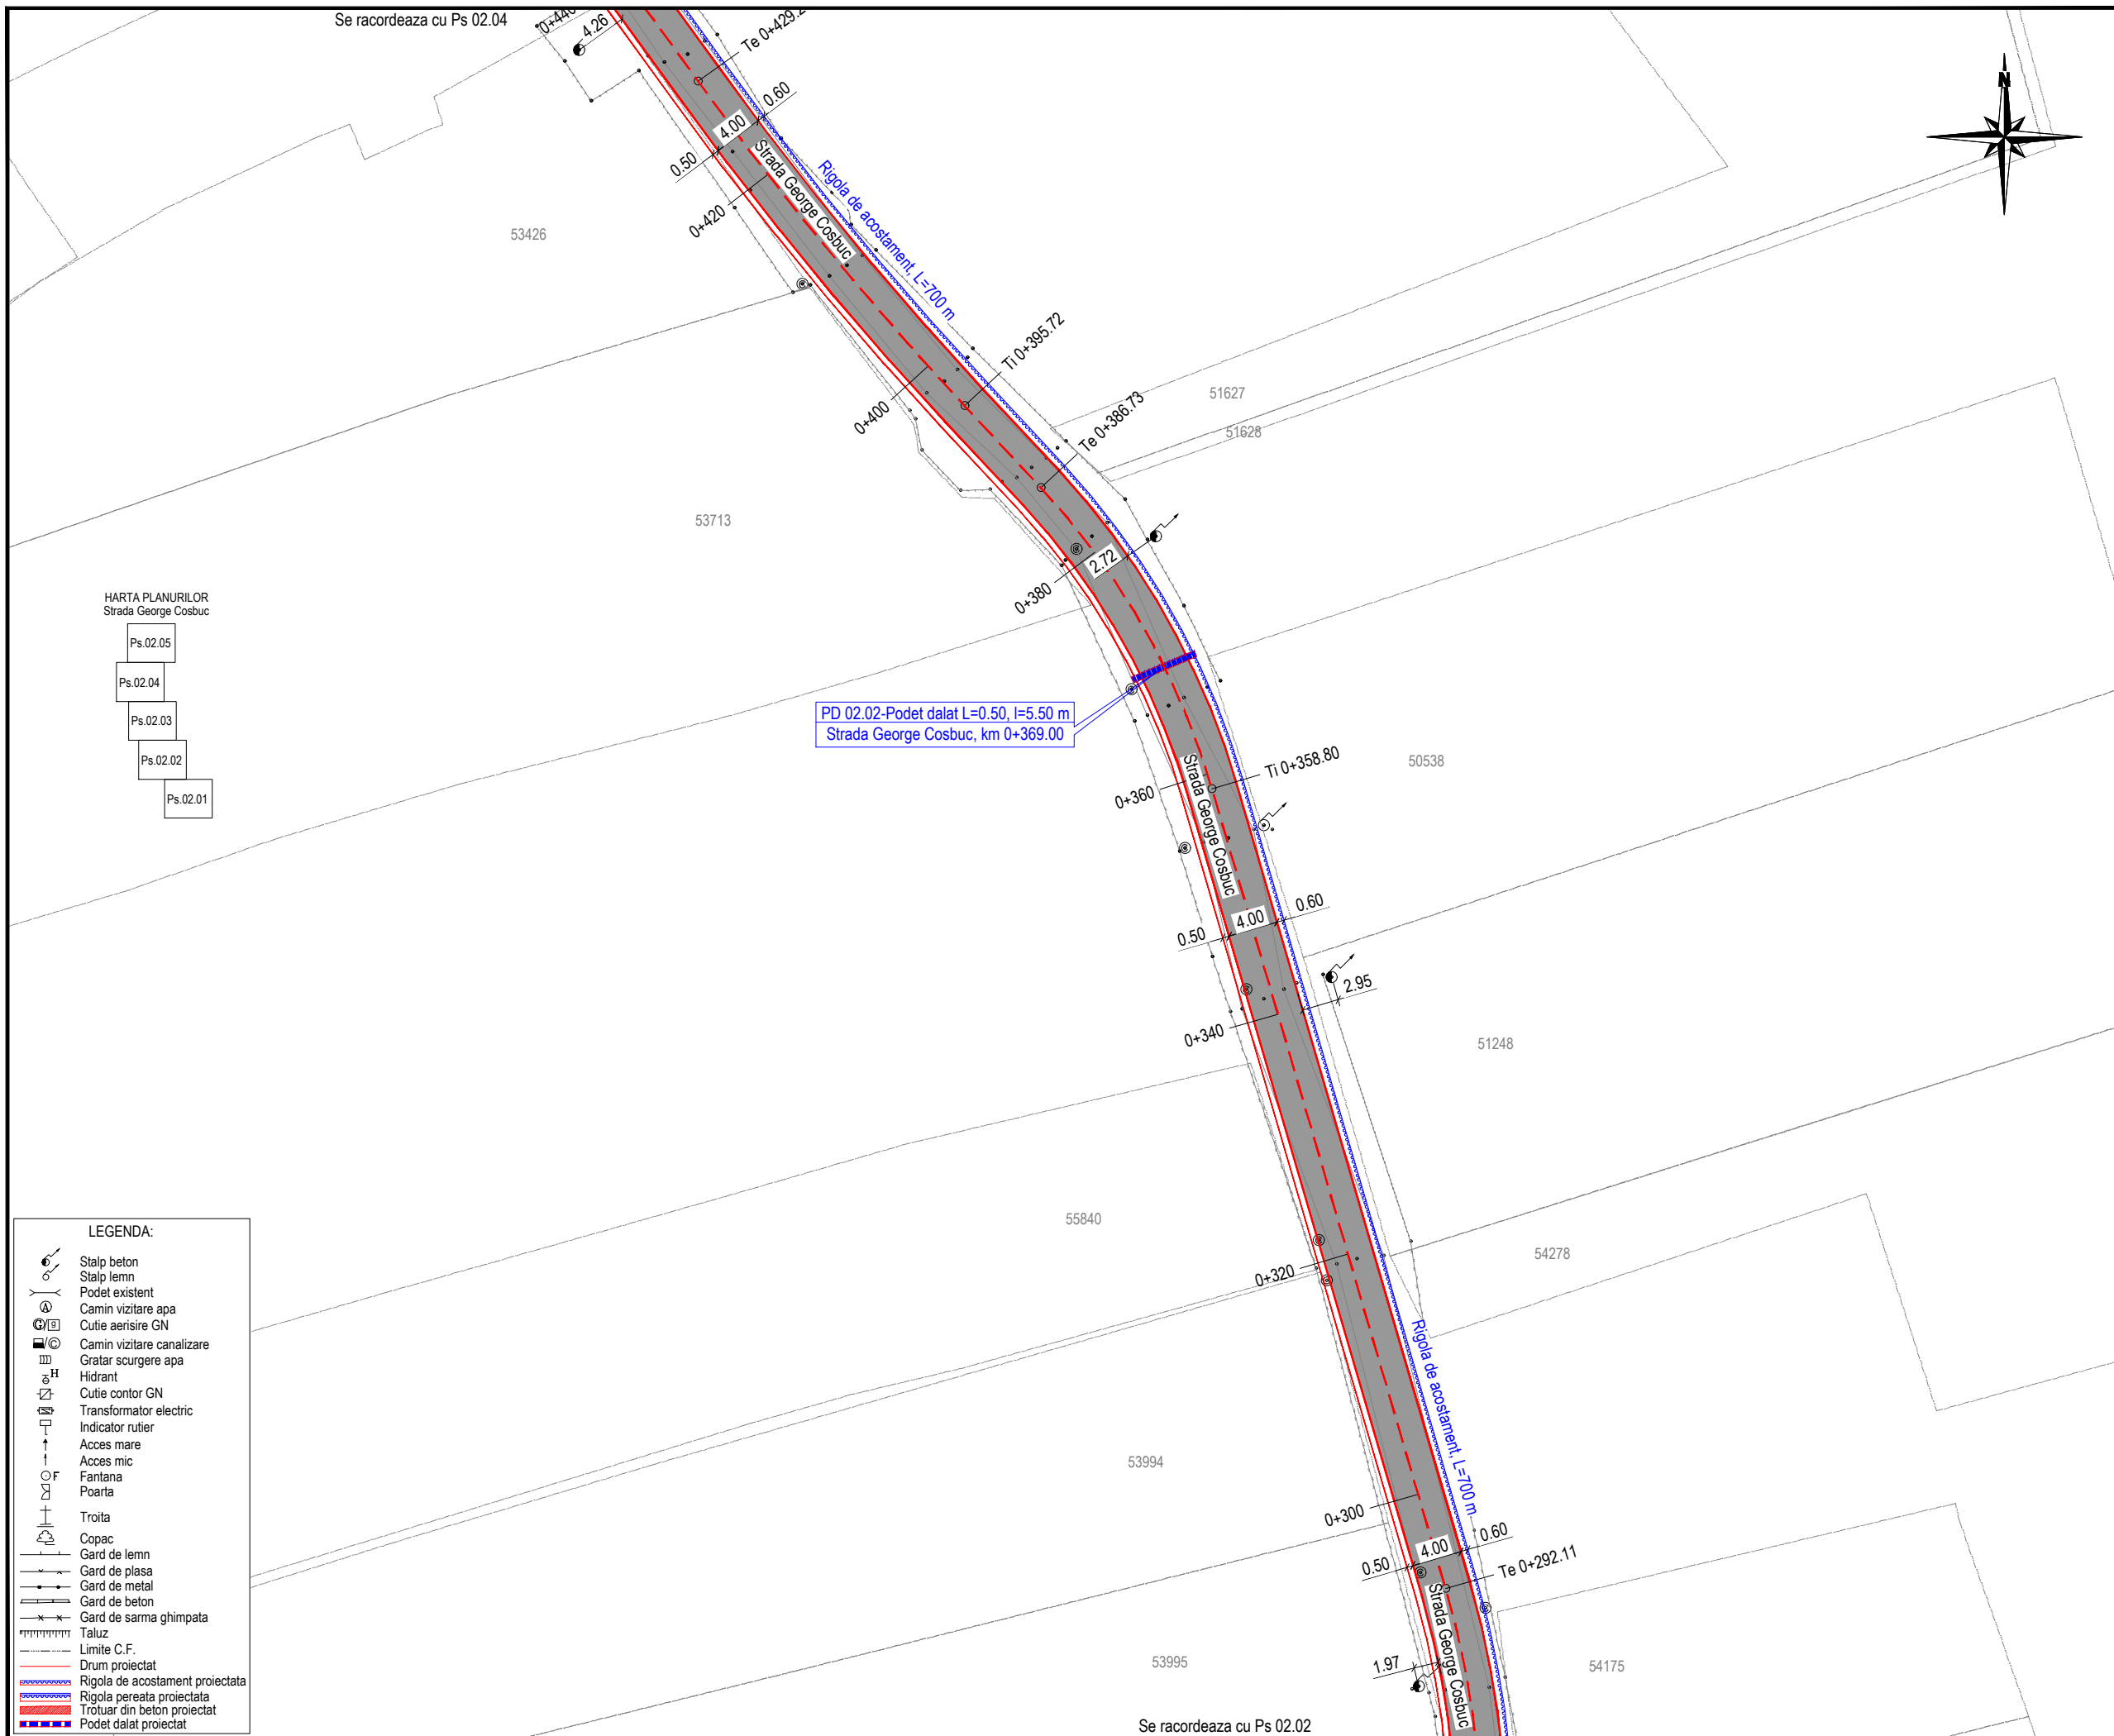 Se racordeaza cu Ps 02.04
4.26
0.60
4.00
0.50
Strada George Cosbuc
Rigola de acostament, L=700 m
N
0+420
53426
Ti 0+395.72
0+400
51627
51628
Te 0+386.73
53713
2.72
0+380
HARTA PLANURILOR
Strada George Cosbuc
Ps.02.05
Ps.02.04
Ps.02.03
Ps.02.02
Ps.02.01
PD 02.02-Podet dalat L=0.50, l=5.50 m
Strada George Cosbuc, km 0+369.00
Ti 0+358.80
50538
0+360
Strada George Cosbuc
0.60
4.00
0.50
2.95
0+340
51248
55840
54278
0+320
Rigola de acostament, L=700 m
53994
0+300
0.60
4.00
0.50
Te 0+292.11
Strada George Cosbuc
53995
1.97
54175
Se racordeaza cu Ps 02.02
LEGENDA:
Stalp beton
Stalp lemn
Podet existent
A Camin vizitare apa
G/g Cutie aerisire GN
/C Camin vizitare canalizare
Gratar scurgere apa
H Hidrant
Cutie contor GN
Transformator electric
Indicator rutier
Acces mare
Acces mic
F Fantana
Poarta
Troita
Copac
Gard de lemn
Gard de plasa
Gard de metal
Gard de beton
Gard de sarma ghimpata
Taluz
Limite C.F.
Drum proiectat
Rigola de acostament proiectata
Rigola pereata proiectata
Trotuar din beton proiectat
Podet dalat proiectat